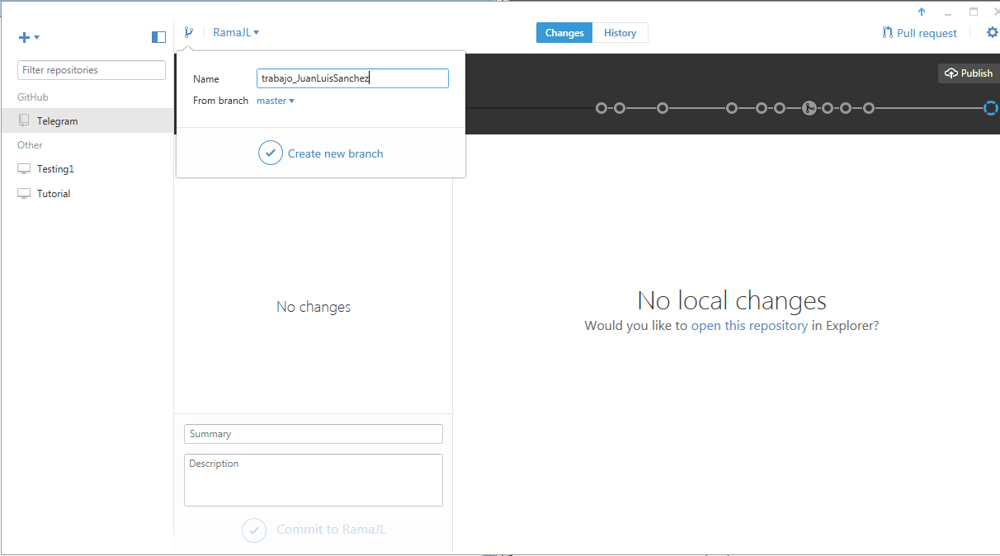 RamaJL
Changes
History
Pull request
Filter repositories
GitHub
Telegram
Other
Testing1
Tutorial
Name
trabajo_JuanLuisSanchez
From branch
master
Create new branch
Publish
No changes
No local changes
Would you like to open this repository in Explorer?
Summary
Description
Commit to RamaJL